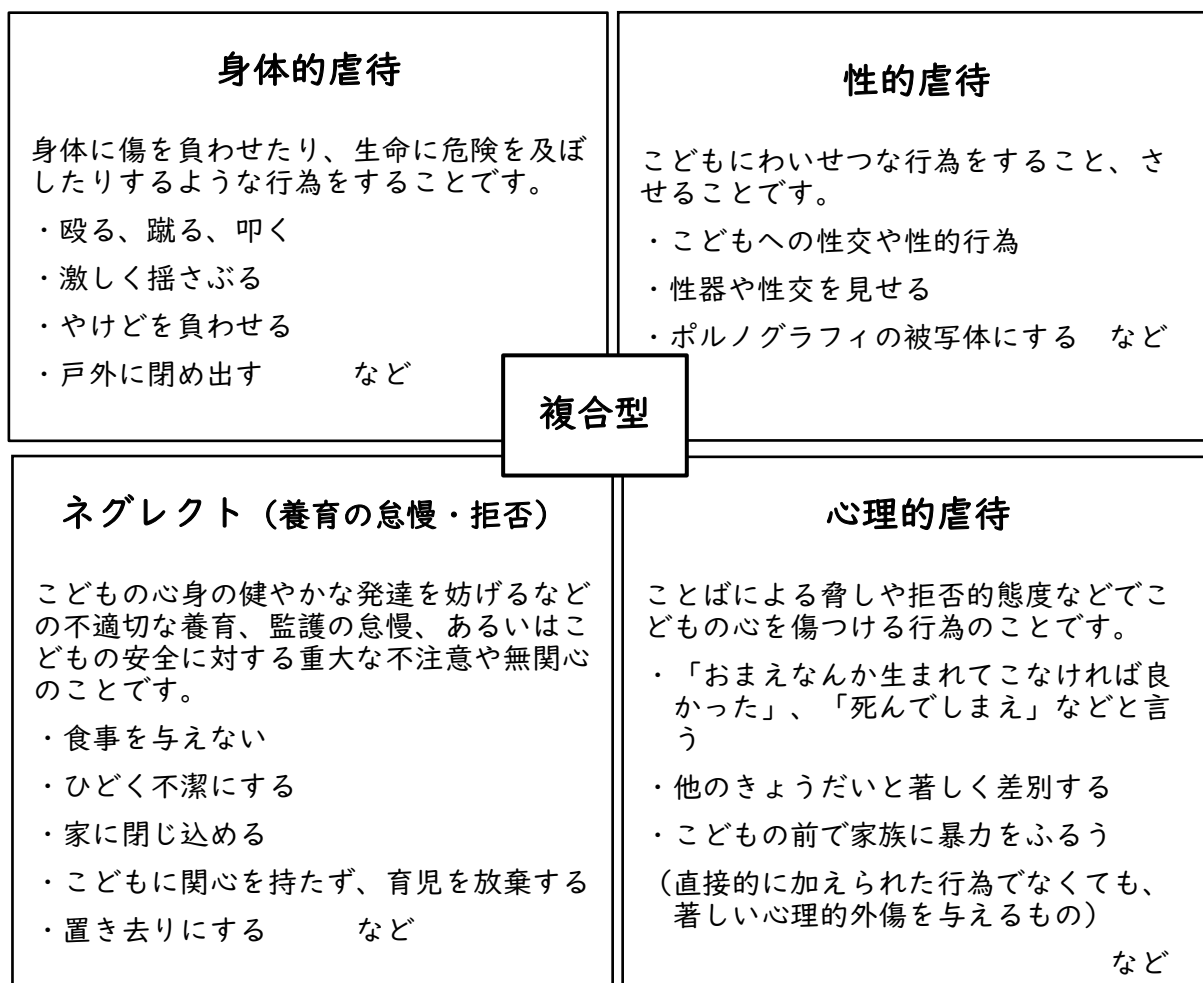 身体的虐待
身体に傷を負わせたり、生命に危険を及ぼ
したりするような行為をすることです。
・殴る、蹴る、叩く
・激しく揺さぶる
・やけどを負わせる
・戸外に閉め出す　　　など
性的虐待
こどもにわいせつな行為をすること、さ
せることです。
・こどもへの性交や性的行為
・性器や性交を見せる
・ポルノグラフィの被写体にする　など
複合型
ネグレクト（養育の怠慢・拒否）
こどもの心身の健やかな発達を妨げるなど
の不適切な養育、監護の怠慢、あるいはこ
どもの安全に対する重大な不注意や無関心
のことです。
・食事を与えない
・ひどく不潔にする
・家に閉じ込める
・こどもに関心を持たず、育児を放棄する
・置き去りにする　　　など
心理的虐待
ことばによる脅しや拒否的態度などでこ
どもの心を傷つける行為のことです。
・「おまえなんか生まれてこなければ良
かった」、「死んでしまえ」などと言
う
・他のきょうだいと著しく差別する
・こどもの前で家族に暴力をふるう
（直接的に加えられた行為でなくても、
著しい心理的外傷を与えるもの）
など